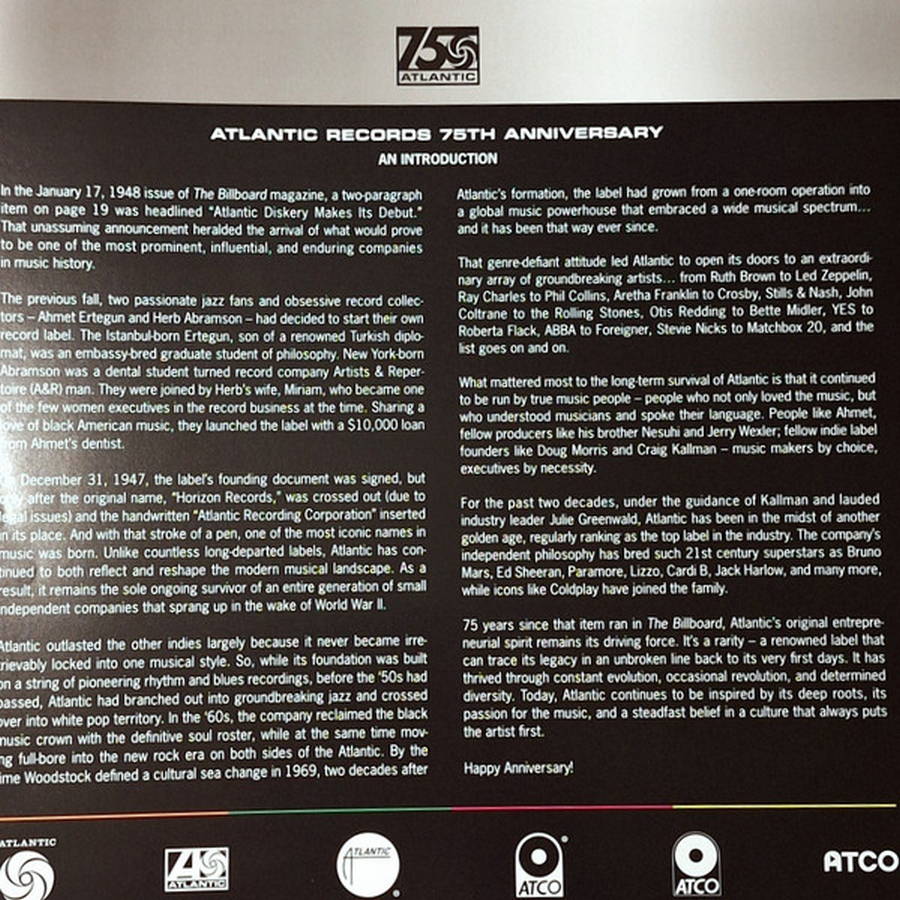 75
ATLANTIC
ATLANTIC RECORDS 75TH ANNIVERSARY
AN INTRODUCTION
In the January 17, 1948 issue of The Billboard magazine, a two-paragraph
item on page 19 was headlined "Atlantic Diskery Makes Its Debut."
That unassuming announcement heralded the arrival of what would prove
to be one of the most prominent, influential, and enduring companies
in music history.
The previous fall, two passionate jazz fans and obsessive record collec-
tors – Ahmet Ertegun and Herb Abramson – had decided to start their own
record label. The Istanbul-born Ertegun, son of a renowned Turkish diplo-
mat, was an embassy-bred graduate student of philosophy. New York-born
Abramson was a dental student turned record company Artists & Reper-
toire (A&R) man. They were joined by Herb's wife, Miriam, who became one
of the few women executives in the record business at the time. Sharing a
love of black American music, they launched the label with a $10,000 loan
from Ahmet's dentist.
December 31, 1947, the label's founding document was signed, but
only after the original name, "Horizon Records," was crossed out (due to
legal issues) and the handwritten "Atlantic Recording Corporation" inserted
in its place. And with that stroke of a pen, one of the most iconic names in
music was born. Unlike countless long-departed labels, Atlantic has con-
tinued to both reflect and reshape the modern musical landscape. As a
result, it remains the sole ongoing survivor of an entire generation of small
independent companies that sprang up in the wake of World War II.
Atlantic outlasted the other indies largely because it never became irre-
trievably locked into one musical style. So, while its foundation was built
on a string of pioneering rhythm and blues recordings, before the '50s had
passed, Atlantic had branched out into groundbreaking jazz and crossed
over into white pop territory. In the '60s, the company reclaimed the black
music crown with the definitive soul roster, while at the same time mov-
ing full-bore into the new rock era on both sides of the Atlantic. By the
time Woodstock defined a cultural sea change in 1969, two decades after
Atlantic's formation, the label had grown from a one-room operation into
a global music powerhouse that embraced a wide musical spectrum...
and it has been that way ever since.
That genre-defiant attitude led Atlantic to open its doors to an extraordi-
nary array of groundbreaking artists... from Ruth Brown to Led Zeppelin,
Ray Charles to Phil Collins, Aretha Franklin to Crosby, Stills & Nash, John
Coltrane to the Rolling Stones, Otis Redding to Bette Midler, YES to
Roberta Flack, ABBA to Foreigner, Stevie Nicks to Matchbox 20, and the
list goes on and on.
What mattered most to the long-term survival of Atlantic is that it continued
to be run by true music people – people who not only loved the music, but
who understood musicians and spoke their language. People like Ahmet,
fellow producers like his brother Nesuhi and Jerry Wexler; fellow indie label
founders like Doug Morris and Craig Kallman – music makers by choice,
executives by necessity.
For the past two decades, under the guidance of Kallman and lauded
industry leader Julie Greenwald, Atlantic has been in the midst of another
golden age, regularly ranking as the top label in the industry. The company's
independent philosophy has bred such 21st century superstars as Bruno
Mars, Ed Sheeran, Paramore, Lizzo, Cardi B, Jack Harlow, and many more,
while icons like Coldplay have joined the family.
75 years since that item ran in The Billboard, Atlantic's original entrepre-
neurial spirit remains its driving force. It's a rarity – a renowned label that
can trace its legacy in an unbroken line back to its very first days. It has
thrived through constant evolution, occasional revolution, and determined
diversity. Today, Atlantic continues to be inspired by its deep roots, its
passion for the music, and a steadfast belief in a culture that always puts
the artist first.
Happy Anniversary!
ATLANTIC
ATLANTIC
ATLANTIC
ATCO
ATCO
ATCO